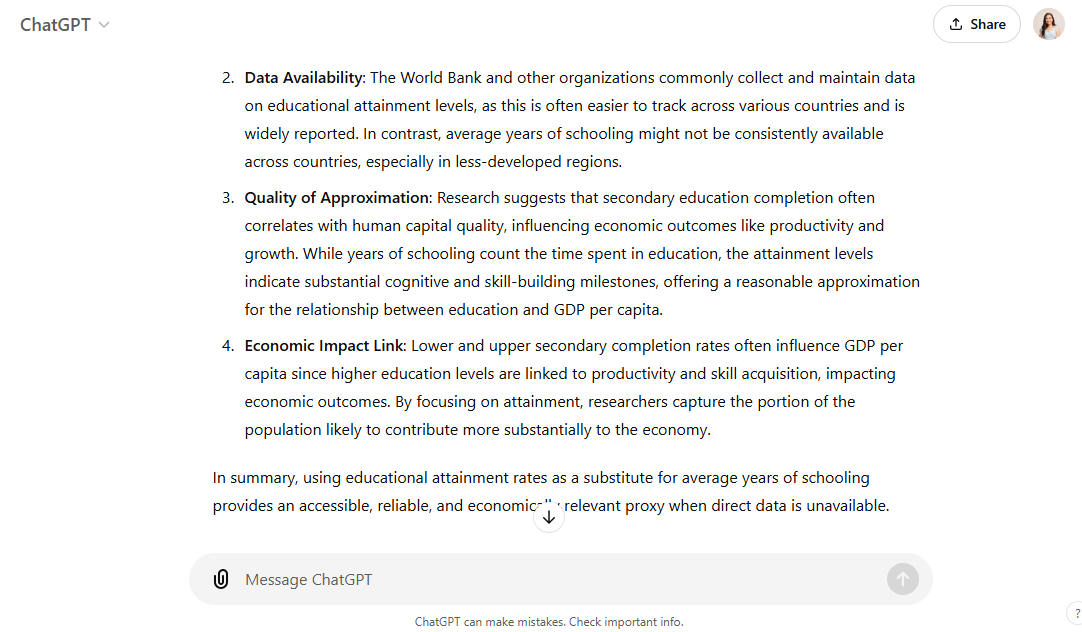 ChatGPT
Share
2. Data Availability: The World Bank and other organizations commonly collect and maintain data
on educational attainment levels, as this is often easier to track across various countries and is
widely reported. In contrast, average years of schooling might not be consistently available
across countries, especially in less-developed regions.
3. Quality of Approximation: Research suggests that secondary education completion often
correlates with human capital quality, influencing economic outcomes like productivity and
growth. While years of schooling count the time spent in education, the attainment levels
indicate substantial cognitive and skill-building milestones, offering a reasonable approximation
for the relationship between education and GDP per capita.
4. Economic Impact Link: Lower and upper secondary completion rates often influence GDP per
capita since higher education levels are linked to productivity and skill acquisition, impacting
economic outcomes. By focusing on attainment, researchers capture the portion of the
population likely to contribute more substantially to the economy.
In summary, using educational attainment rates as a substitute for average years of schooling
provides an accessible, reliable, and economically relevant proxy when direct data is unavailable.
Message ChatGPT
ChatGPT can make mistakes. Check important info.
?